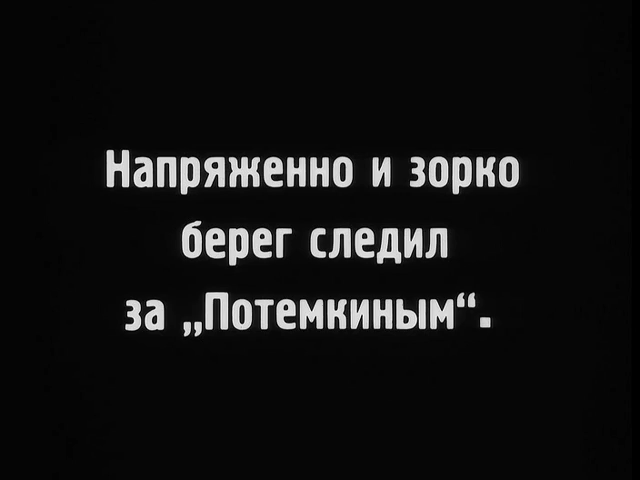 Напряженно и зорко
берег следил
за „Потемкиным“.